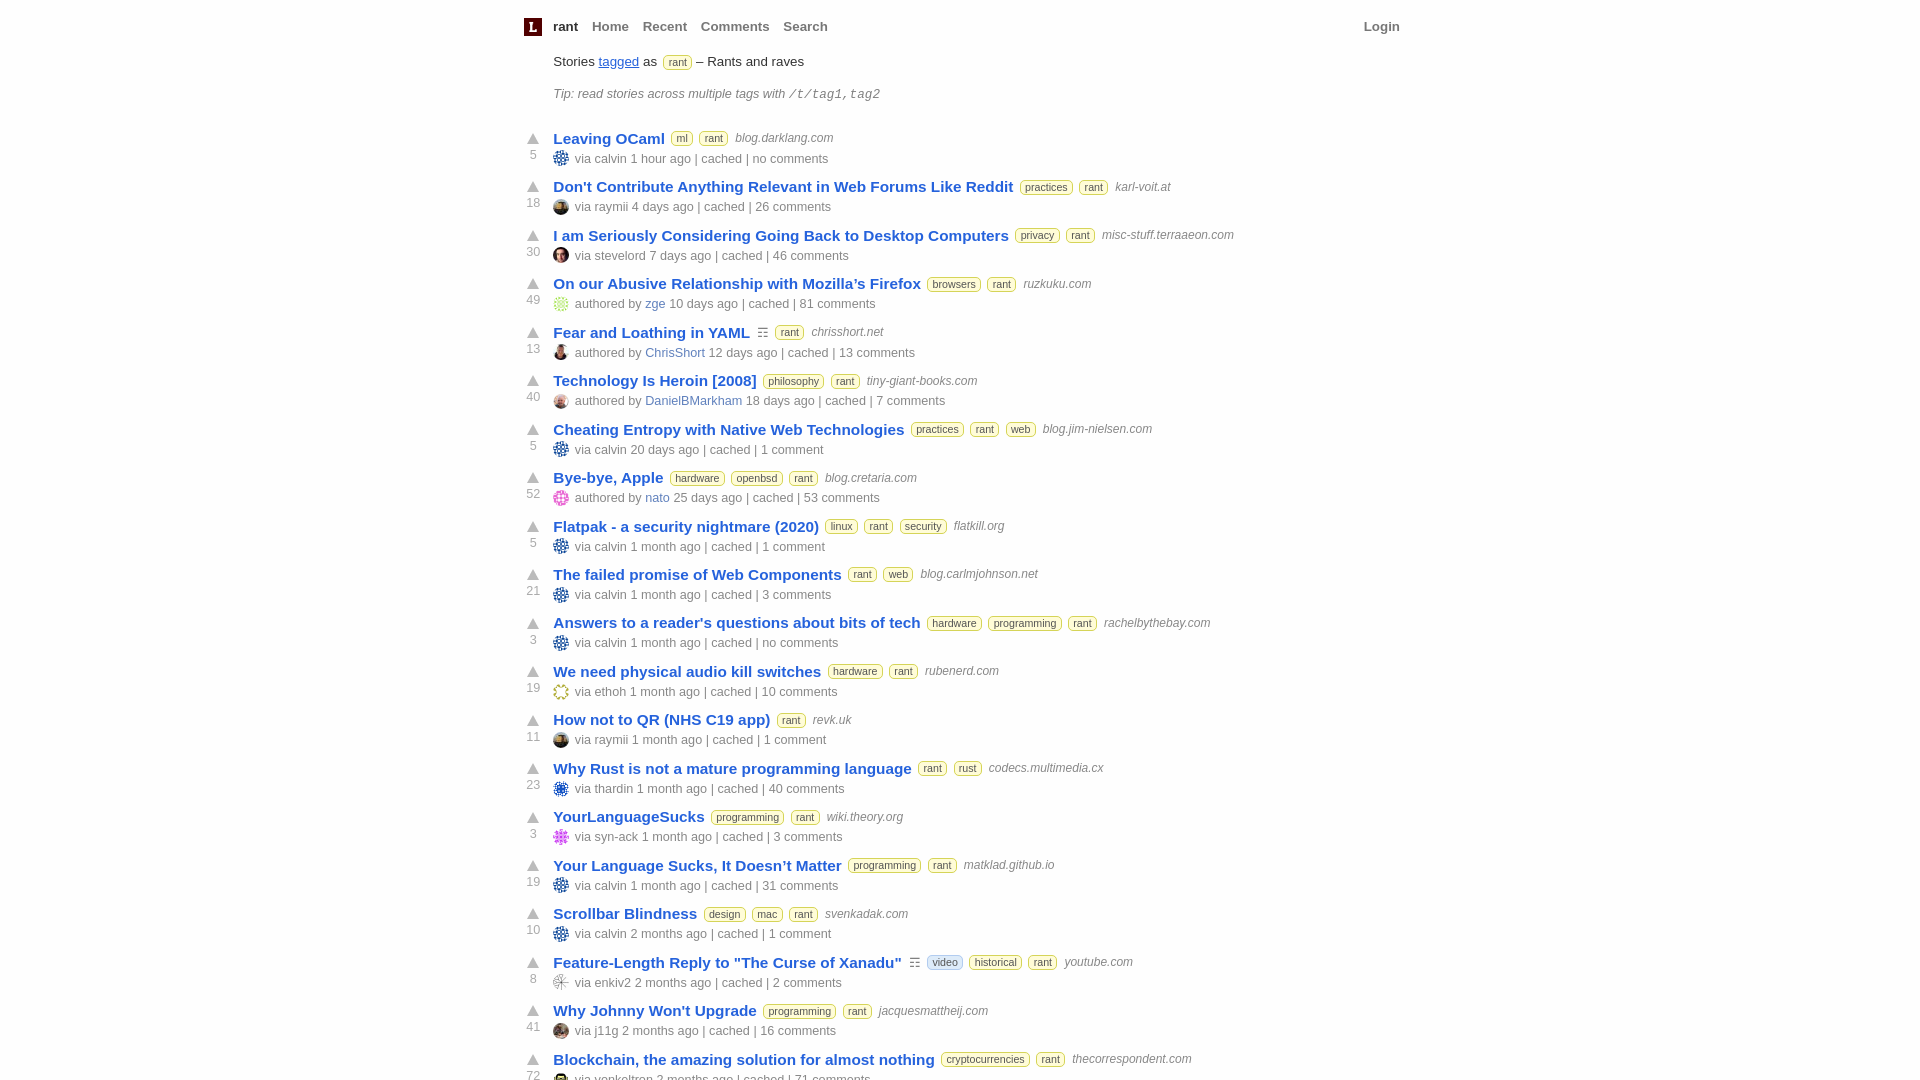 L rant Home Recent Comments Search Login
Stories tagged as rant – Rants and raves
Tip: read stories across multiple tags with /t/tag1,tag2
Leaving OCaml ml rant blog.darklang.com
5 via calvin 1 hour ago | cached | no comments
Don't Contribute Anything Relevant in Web Forums Like Reddit practices rant karl-voit.at
18 via raymii 4 days ago | cached | 26 comments
I am Seriously Considering Going Back to Desktop Computers privacy rant misc-stuff.terraaeon.com
30 via stevelord 7 days ago | cached | 46 comments
On our Abusive Relationship with Mozilla’s Firefox browsers rant ruzkuku.com
49 authored by zge 10 days ago | cached | 81 comments
Fear and Loathing in YAML ☶ rant chrisshort.net
13 authored by ChrisShort 12 days ago | cached | 13 comments
Technology Is Heroin [2008] philosophy rant tiny-giant-books.com
40 authored by DanielBMarkham 18 days ago | cached | 7 comments
Cheating Entropy with Native Web Technologies practices rant web blog.jim-nielsen.com
5 via calvin 20 days ago | cached | 1 comment
Bye-bye, Apple hardware openbsd rant blog.cretaria.com
52 authored by nato 25 days ago | cached | 53 comments
Flatpak - a security nightmare (2020) linux rant security flatkill.org
5 via calvin 1 month ago | cached | 1 comment
The failed promise of Web Components rant web blog.carlmjohnson.net
21 via calvin 1 month ago | cached | 3 comments
Answers to a reader's questions about bits of tech hardware programming rant rachelbythebay.com
3 via calvin 1 month ago | cached | no comments
We need physical audio kill switches hardware rant rubenerd.com
19 via ethoh 1 month ago | cached | 10 comments
How not to QR (NHS C19 app) rant revk.uk
11 via raymii 1 month ago | cached | 1 comment
Why Rust is not a mature programming language rant rust codecs.multimedia.cx
23 via thardin 1 month ago | cached | 40 comments
YourLanguageSucks programming rant wiki.theory.org
3 via syn-ack 1 month ago | cached | 3 comments
Your Language Sucks, It Doesn’t Matter programming rant matklad.github.io
19 via calvin 1 month ago | cached | 31 comments
Scrollbar Blindness design mac rant svenkadak.com
10 via calvin 2 months ago | cached | 1 comment
Feature-Length Reply to "The Curse of Xanadu" ☶ video historical rant youtube.com
8 via enkiv2 2 months ago | cached | 2 comments
Why Johnny Won't Upgrade programming rant jacquesmattheij.com
41 via j11g 2 months ago | cached | 16 comments
Blockchain, the amazing solution for almost nothing cryptocurrencies rant thecorrespondent.com
72 via yonkeltron 2 months ago | cached | 71 comments